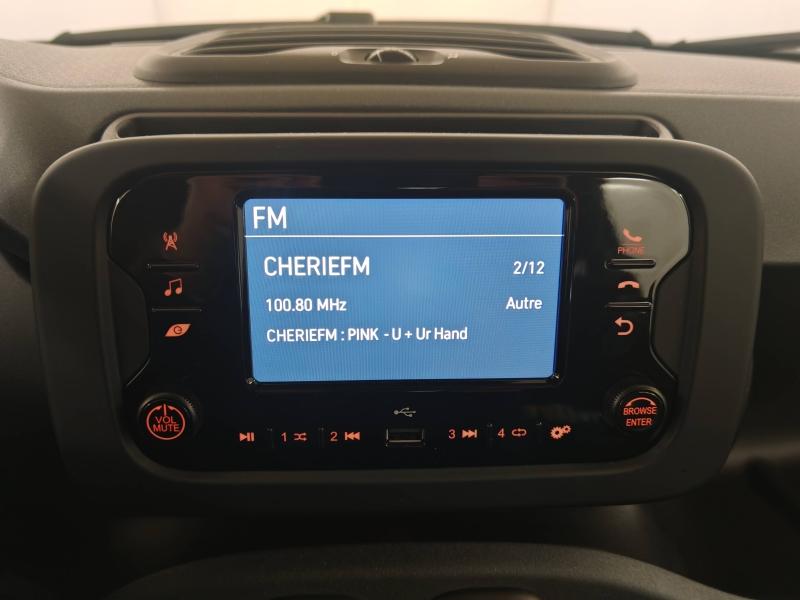 FM
CHERIEFM 2/12
100.80 MHz Autre
CHERIEFM : PINK - U + Ur Hand
PHONE
VOL
MUTE
1
2
3
4
BROWSE
ENTER